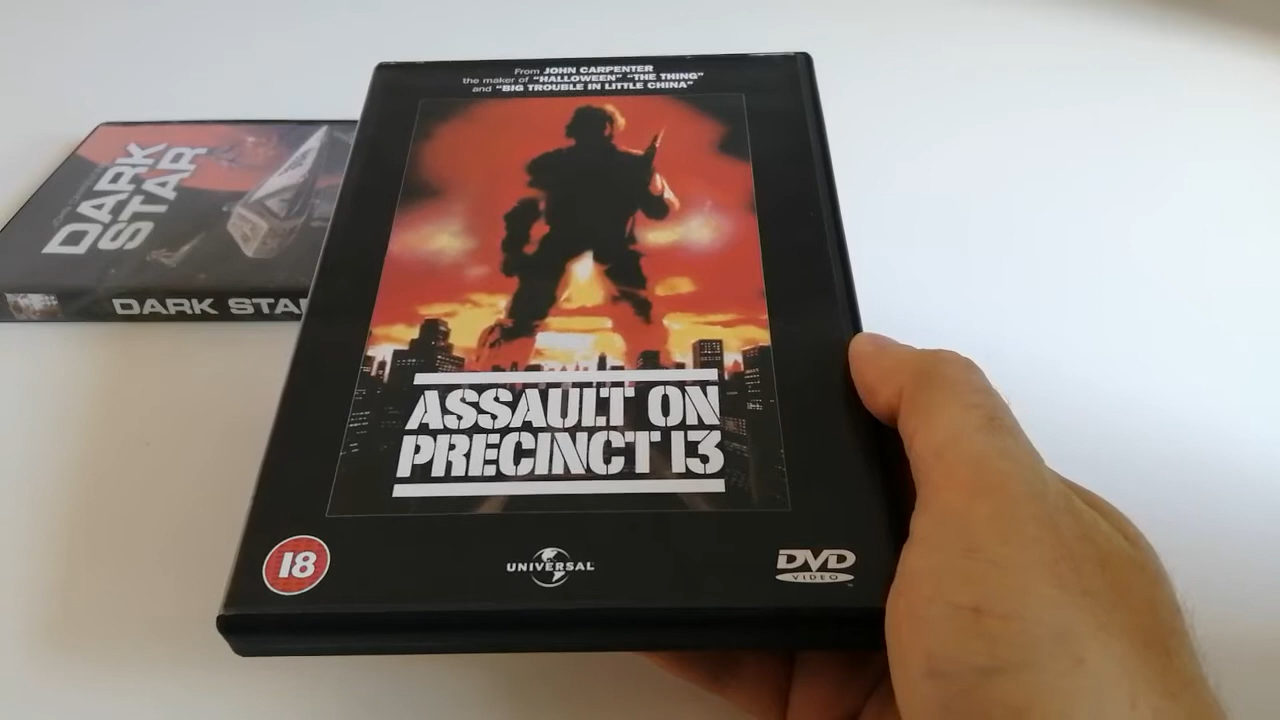 From JOHN CARPENTER
the maker of "HALLOWEEN" "THE THING"
and "BIG TROUBLE IN LITTLE CHINA"
ASSAULT ON
PRECINCT 13
18
UNIVERSAL
DVD
VIDEO
DARK
STAR
DARK STAR